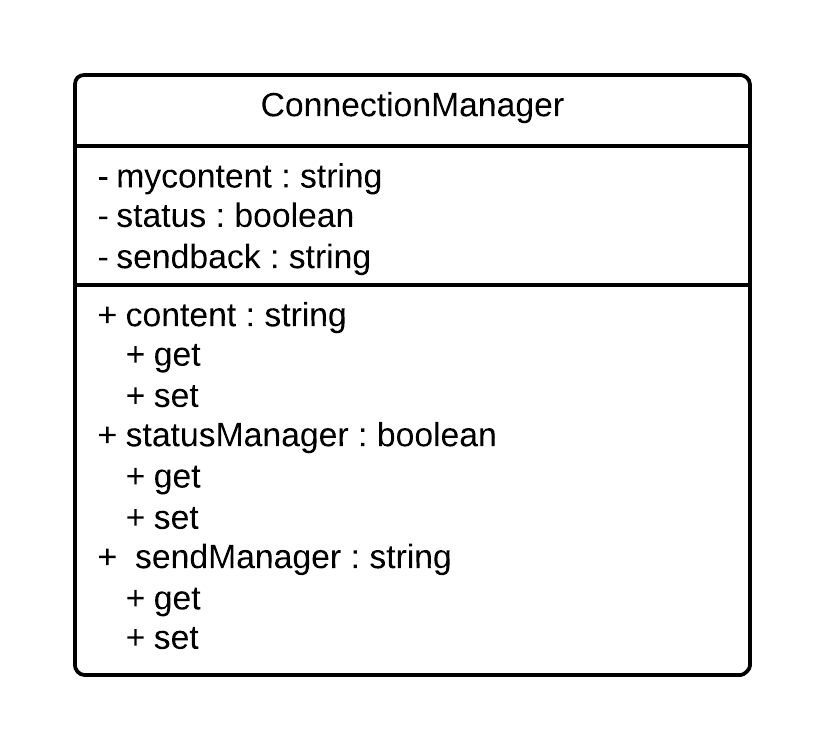 ConnectionManager
- mycontent : string
- status : boolean
- sendback : string
+ content : string
+ get
+ set
+ statusManager : boolean
+ get
+ set
+ sendManager : string
+ get
+ set